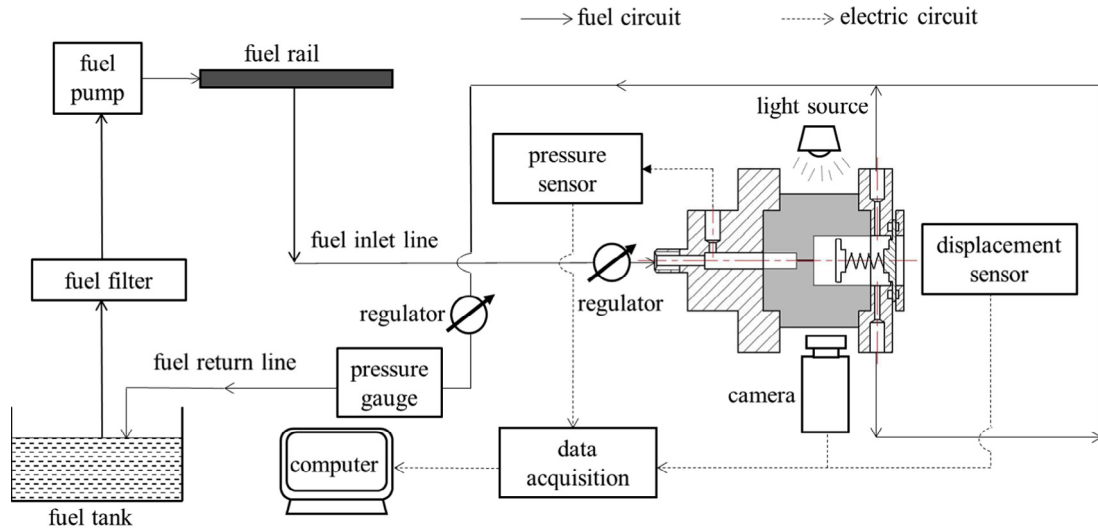 fuel circuit
electric circuit
fuel
pump
fuel rail
light source
pressure
sensor
fuel inlet line
displacement
sensor
fuel filter
regulator
regulator
fuel return line
pressure
gauge
camera
computer
data
acquisition
fuel tank